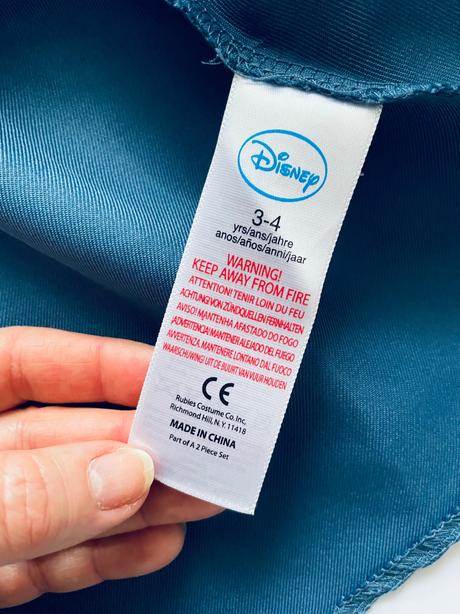 Disney
3-4
yrs/ans/jahre
anos/años/anni/jaar
WARNING!
KEEP AWAY FROM FIRE
ATTENTION! TENIR LOIN DU FEU
ACHTUNG! VON ZÜNDQUELLEN FERNHALTEN
AVISO! MANTENHA AFASTADO DO FOGO
¡ADVERTENCIA! MANTENER ALEJADO DEL FUEGO
AVVERTENZA. MANTENERE LONTANO DAL FUOCO
WAARSCHUWING! UIT DE BUURT VAN VUUR HOUDEN
CE
Rubies Costume Co. Inc,
Richmond Hill, N.Y. 11418
MADE IN CHINA
Part of A 2 Piece Set